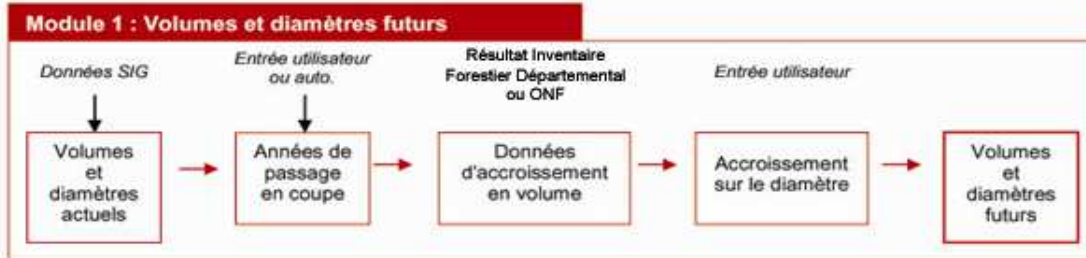 Module 1 : Volumes et diamètres futurs
Données SIG
Entrée utilisateur
ou auto.
Résultat Inventaire
Forestier Départemental
ou ONF
Entrée utilisateur
Volumes
et
diamètres
actuels
Années de
passage
en coupe
Données
d'accroissement
en volume
Accroissement
sur le diamètre
Volumes
et
diamètres
futurs